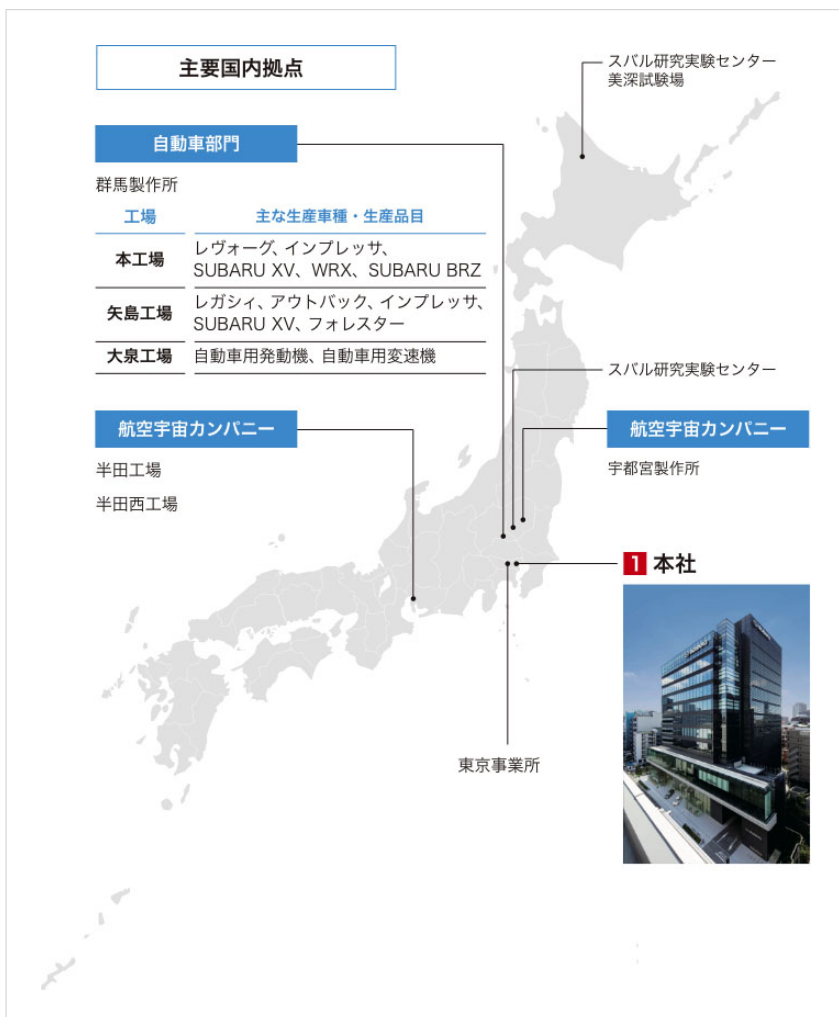 主要国内拠点
スバル研究実験センター
美深試験場
自動車部門
群馬製作所
工場 主な生産車種・生産品目
本工場 レヴォーグ、インプレッサ、
SUBARU XV、WRX、SUBARU BRZ
矢島工場 レガシィ、アウトバック、インプレッサ、
SUBARU XV、フォレスター
大泉工場 自動車用発動機、自動車用変速機
スバル研究実験センター
航空宇宙カンパニー
半田工場
半田西工場
航空宇宙カンパニー
宇都宮製作所
1 本社
東京事業所